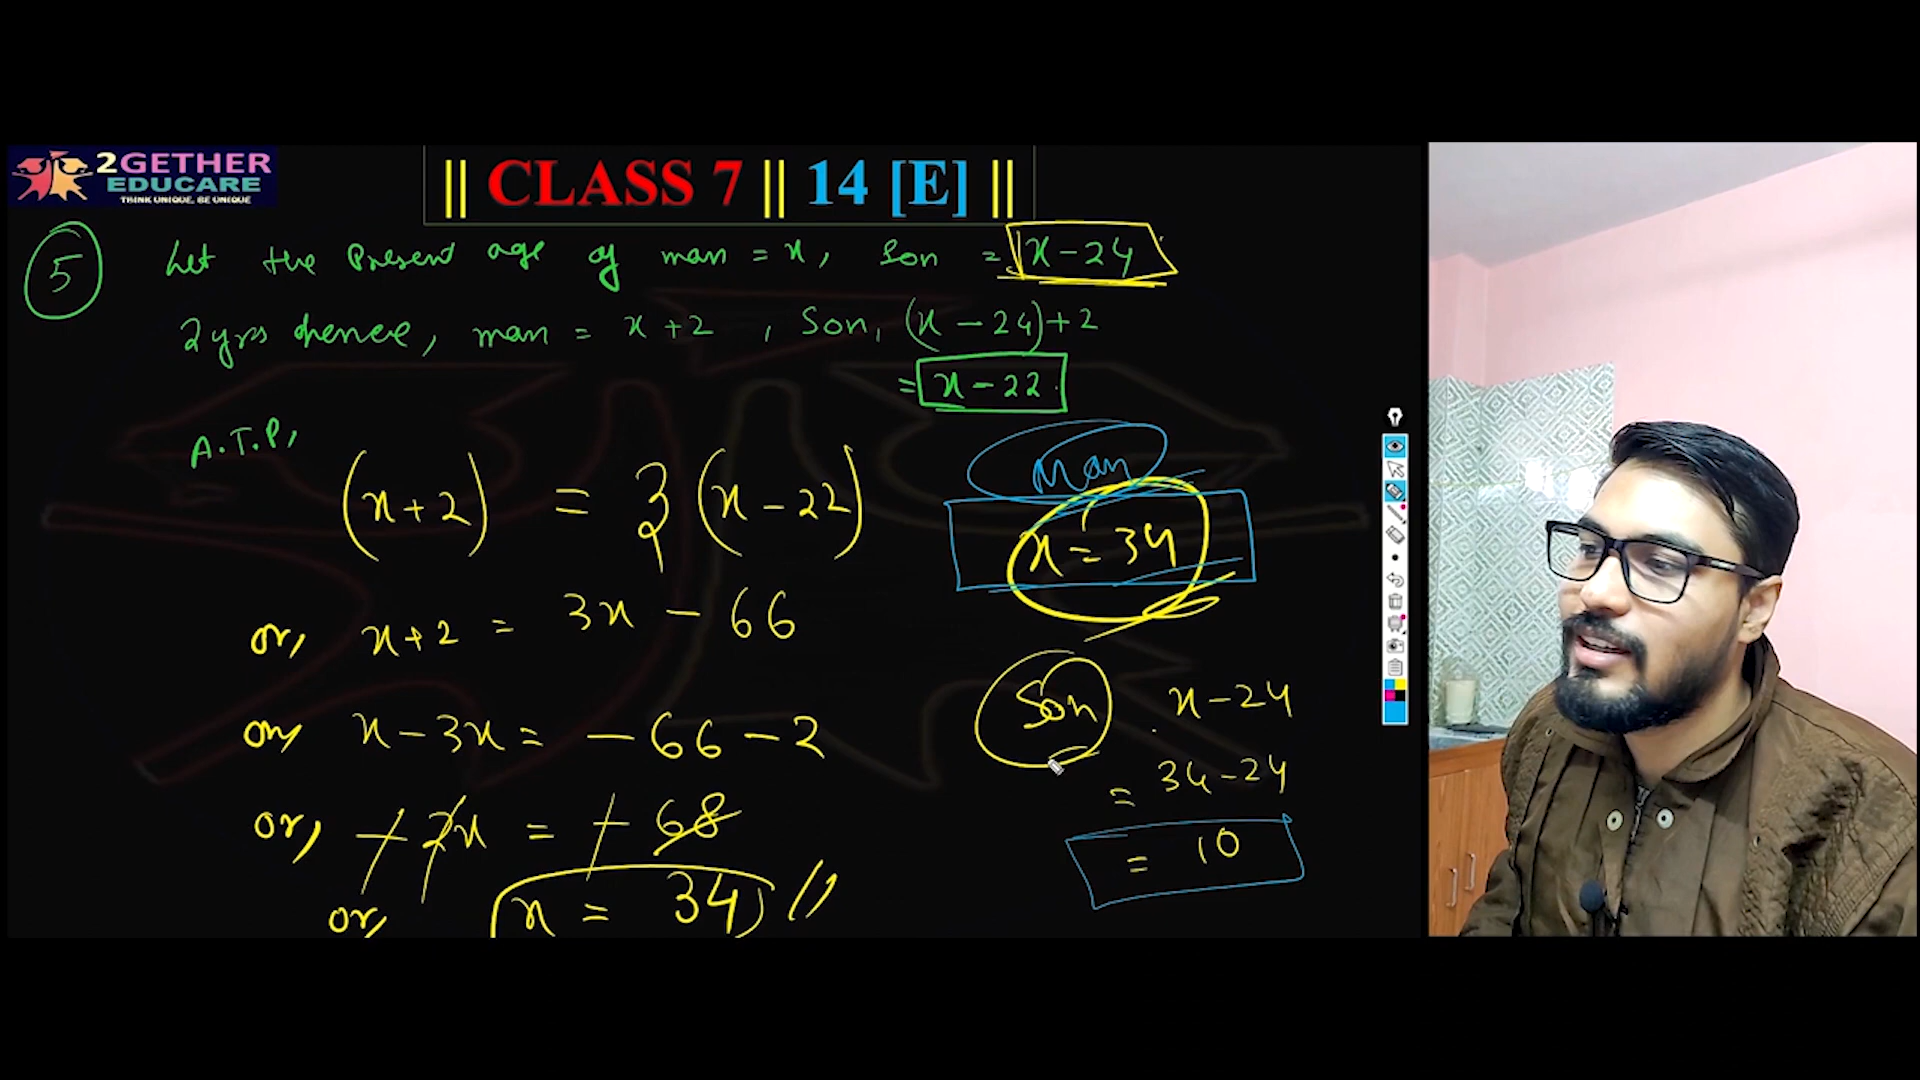 2GETHER
EDUCARE
THINK UNIQUE, BE UNIQUE
|| CLASS 7 || 14 [E] ||
5 Let the Present age of man = x, Son = x - 24
2 yrs hence, man = x + 2 , Son, (x - 24) + 2
= x - 22
A.T.P,
(x + 2) = 3 (x - 22)
or, x + 2 = 3x - 66
or, x - 3x = - 66 - 2
or, - 2x = - 68
or, x = 34 //
Man
x = 34
Son x - 24
= 34 - 24
= 10